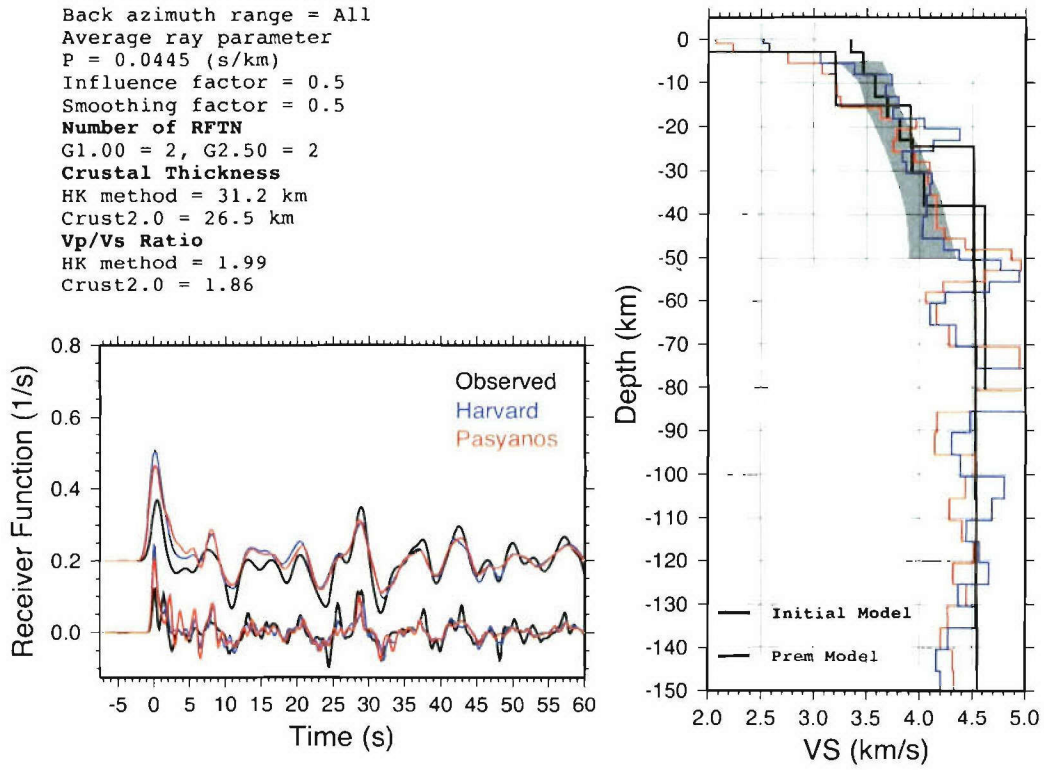 Back azimuth range = All
Average ray parameter
P = 0.0445 (s/km)
Influence factor = 0.5
Smoothing factor = 0.5
Number of RFTN
G1.00 = 2, G2.50 = 2
Crustal Thickness
HK method = 31.2 km
Crust2.0 = 26.5 km
Vp/Vs Ratio
HK method = 1.99
Crust2.0 = 1.86
Receiver Function (1/s)
0.8
0.6
0.4
0.2
0.0
Observed
Harvard
Pasyanos
-5 0 5 10 15 20 25 30 35 40 45 50 55 60
Time (s)
Depth (km)
0
-10
-20
-30
-40
-50
-60
-70
-80
-90
-100
-110
-120
-130
-140
-150
Initial Model
Prem Model
2.0 2.5 3.0 3.5 4.0 4.5 5.0
VS (km/s)